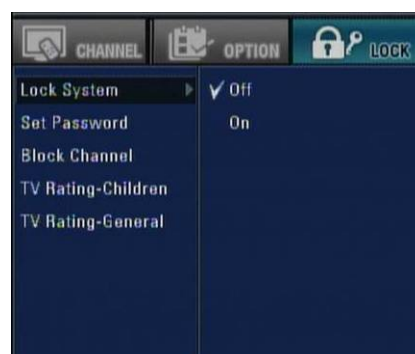 CHANNEL OPTION LOCK
Lock System Off
Set Password On
Block Channel
TV Rating-Children
TV Rating-General